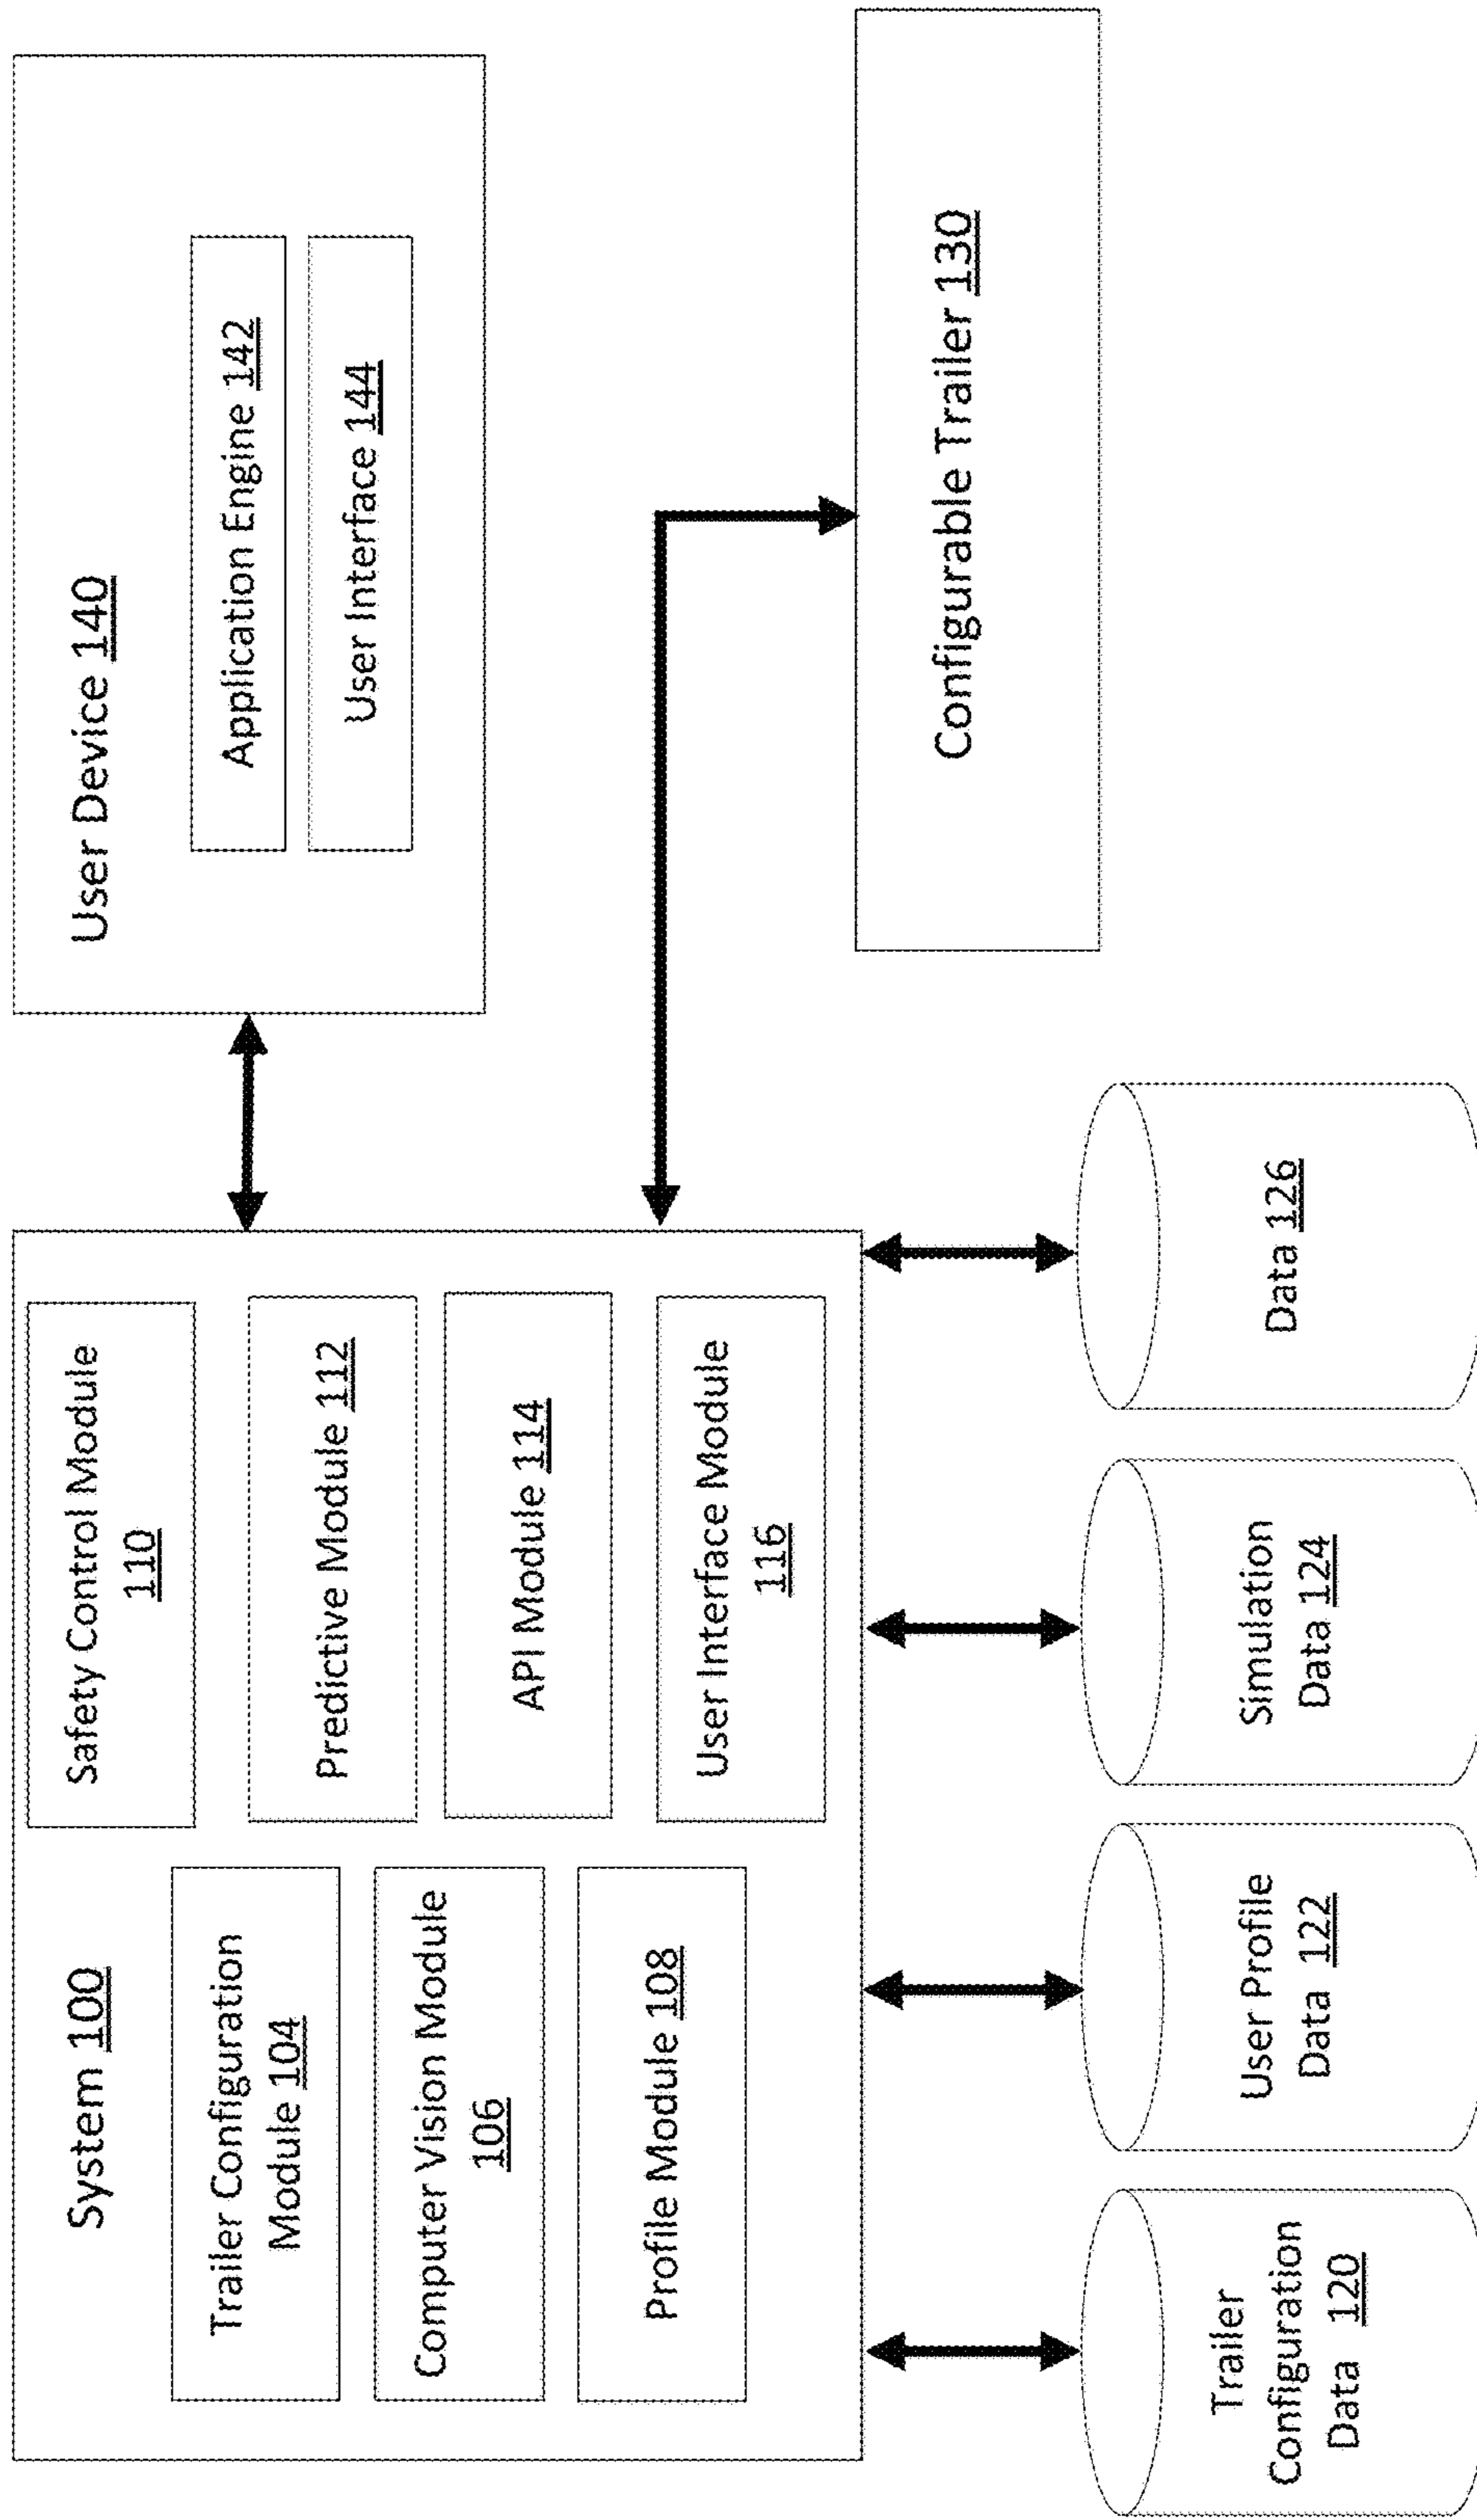 System 100
Trailer Configuration
Module 104
Computer Vision Module
106
Profile Module 108
Safety Control Module
110
Predictive Module 112
API Module 114
User Interface Module
116
User Device 140
Application Engine 142
User Interface 144
Configurable Trailer 130
Trailer
Configuration
Data 120
User Profile
Data 122
Simulation
Data 124
Data 126